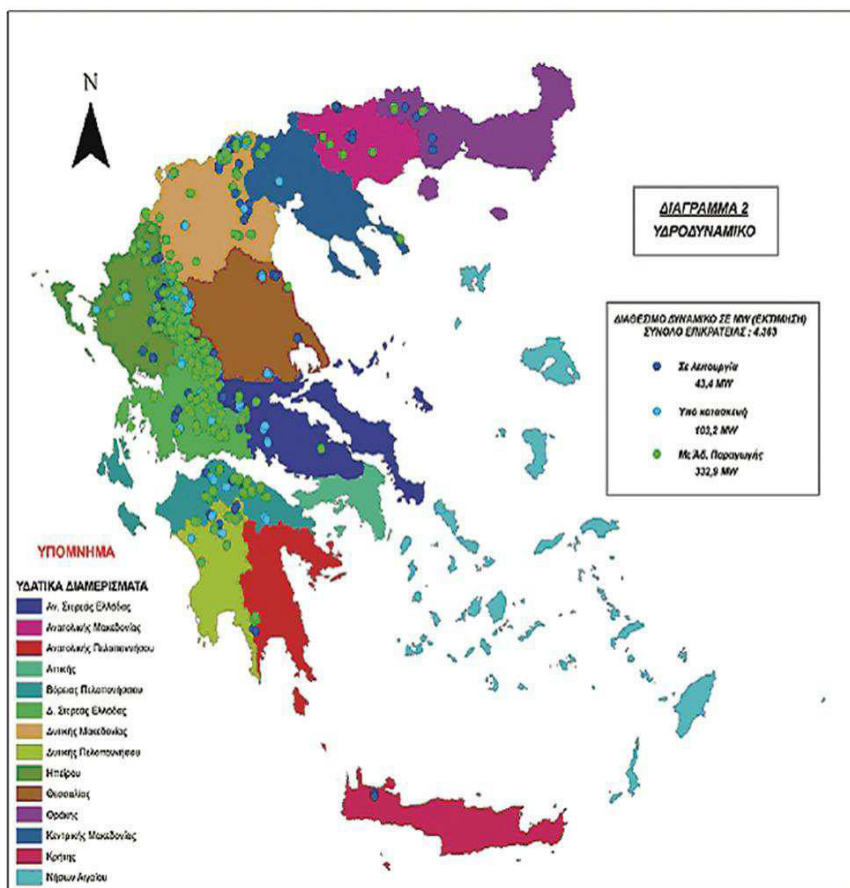 N
ΔΙΑΓΡΑΜΜΑ 2
ΥΔΡΟΔΥΝΑΜΙΚΟ
ΔΙΑΘΕΣΙΜΟ ΔΥΝΑΜΙΚΟ ΣΕ MW (ΕΚΤΙΜΗΣΗ)
ΣΥΝΟΛΟ ΕΠΙΚΡΑΤΕΙΑΣ :
Σε λειτουργία
43,4 MW
Υπό κατασκευή
103,2 MW
Με Άδ. Παραγωγής
332,9 MW
ΥΠΟΜΝΗΜΑ
ΥΔΑΤΙΚΑ ΔΙΑΜΕΡΙΣΜΑΤΑ
Αν. Στερεάς Ελλάδας
Ανατολικής Μακεδονίας
Ανατολικής Πελοποννήσου
Αττικής
Βόρειας Πελοποννήσου
Δ. Στερεάς Ελλάδας
Δυτικής Μακεδονίας
Δυτικής Πελοποννήσου
Ηπείρου
Θεσσαλίας
Θράκης
Κεντρικής Μακεδονίας
Κρήτης
Νήσων Αιγαίου